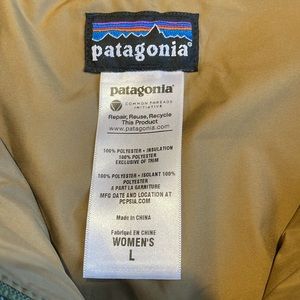 patagonia
patagonia
COMMON THREADS
INITIATIVE
Repair, Reuse, Recycle
This Product
www.patagonia.com
100% POLYESTER • INSULATION
100% POLYESTER
EXCLUSIVE OF TRIM
100% POLYESTER • ISOLANT 100%
POLYESTER
A PART LA GARNITURE
MFG DATE AND LOCATION AT
PCPSIA.COM
Made in CHINA
Fabriqué EN CHINE
WOMEN'S
L